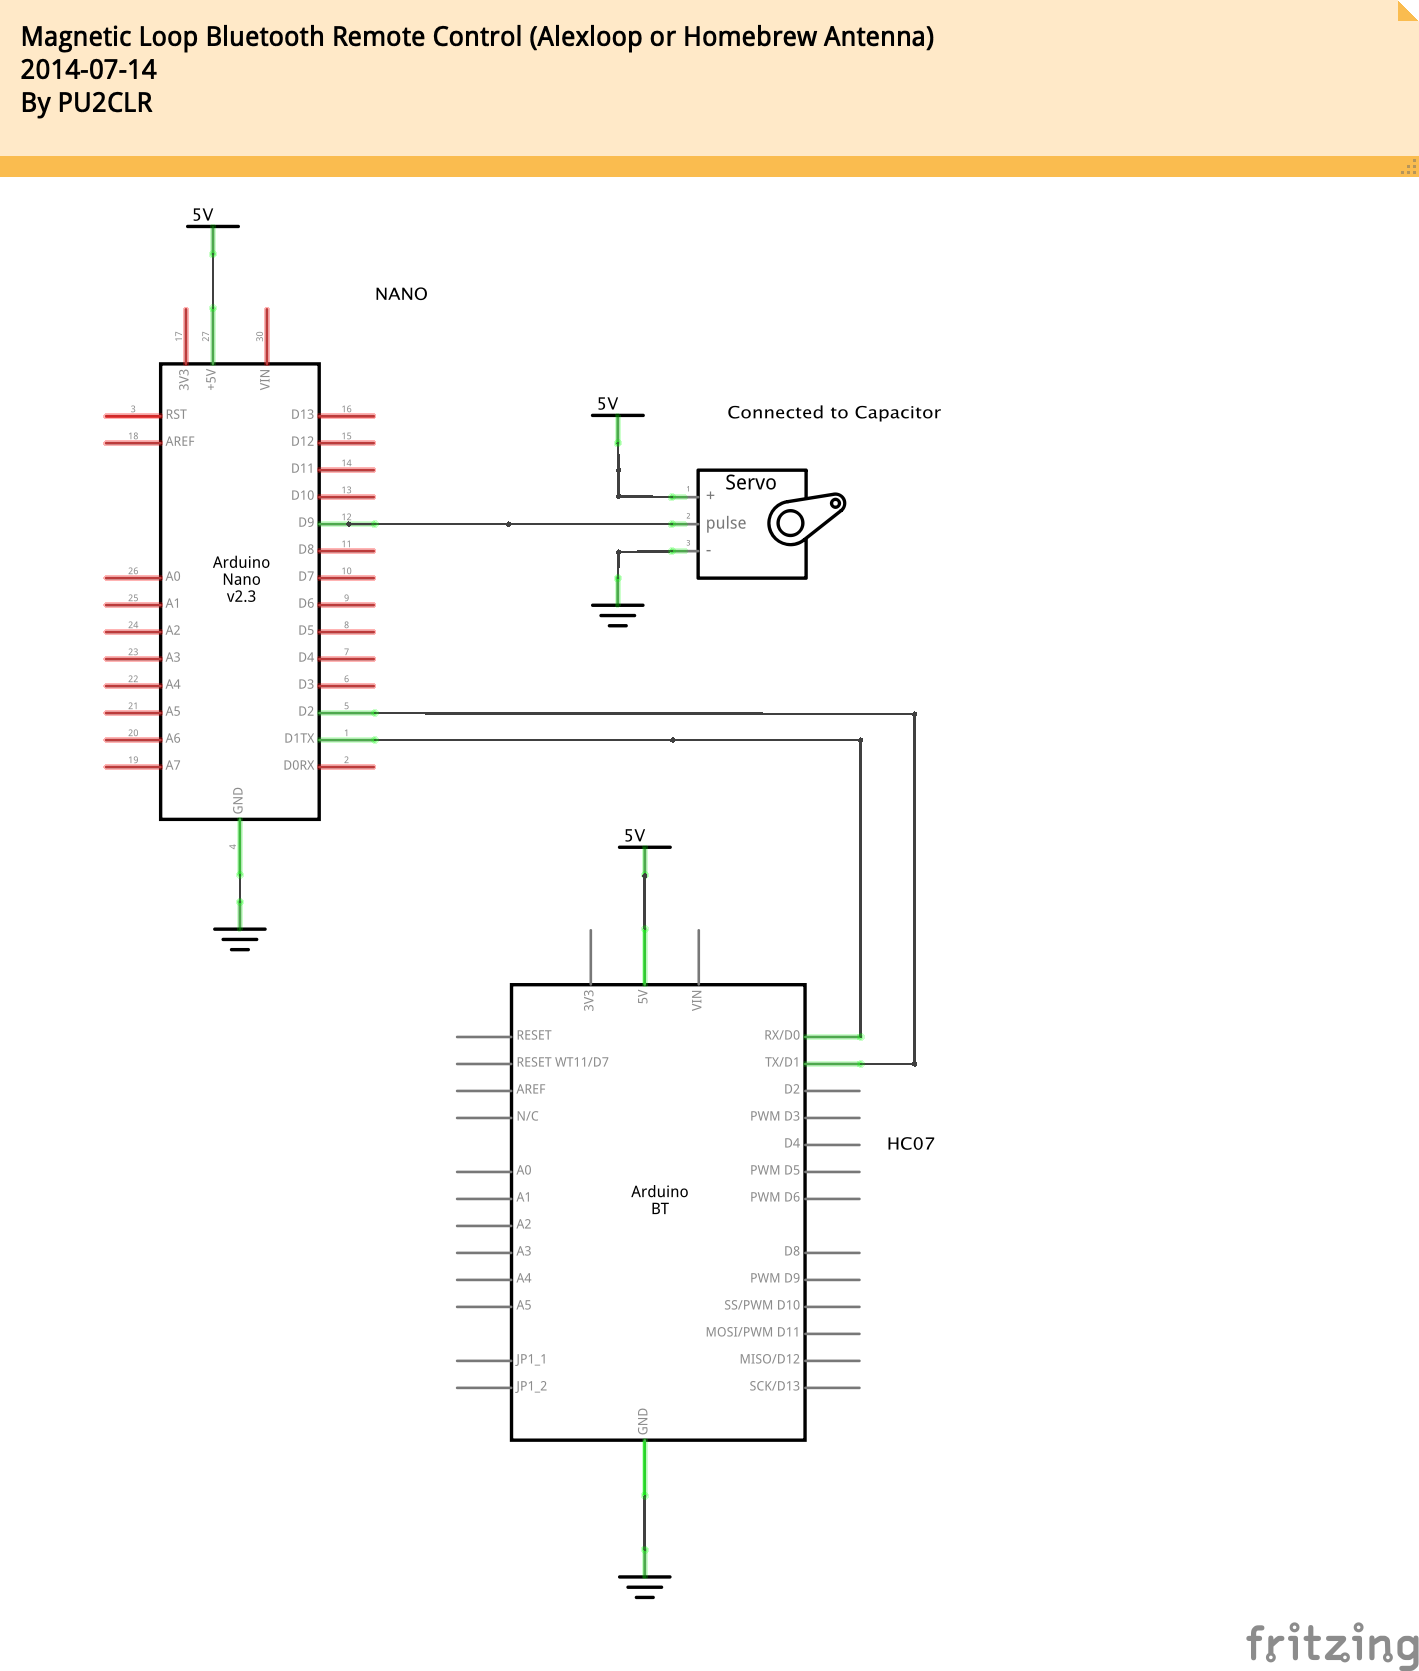 Magnetic Loop Bluetooth Remote Control (Alexloop or Homebrew Antenna)
2014-07-14
By PU2CLR
5V
NANO
17
27
30
3V3
+5V
VIN
3 RST
18 AREF
D13 16
D12 15
D11 14
D10 13
D9 12
D8 11
26 A0
D7 10
25 A1
D6 9
24 A2
D5 8
23 A3
D4 7
22 A4
D3 6
21 A5
D2 5
20 A6
D1TX 1
19 A7
D0RX 2
Arduino
Nano
v2.3
GND
4
5V
Connected to Capacitor
Servo
1 +
2 pulse
3 -
5V
3V3
5V
VIN
RESET
RX/D0
RESET WT11/D7
TX/D1
AREF
D2
N/C
PWM D3
D4
HC07
A0
PWM D5
A1
PWM D6
A2
A3
D8
A4
PWM D9
A5
SS/PWM D10
MOSI/PWM D11
JP1_1
MISO/D12
JP1_2
SCK/D13
Arduino
BT
GND
fritzing